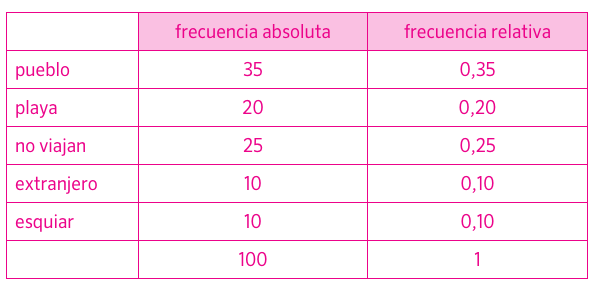 frecuencia absoluta frecuencia relativa
pueblo 35 0,35
playa 20 0,20
no viajan 25 0,25
extranjero 10 0,10
esquiar 10 0,10
100 1